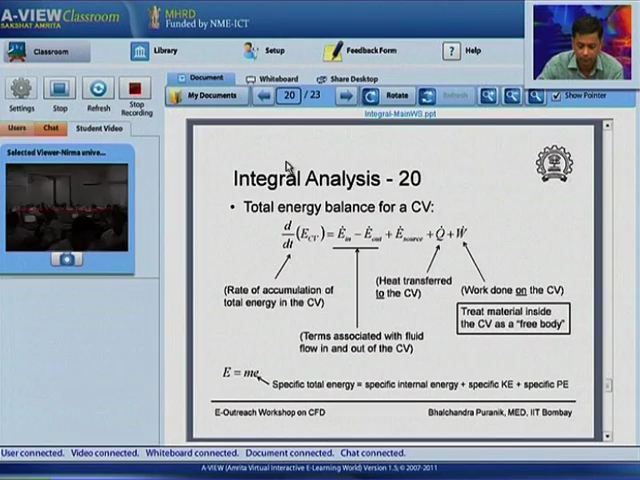 A-VIEW Classroom
SAKSHAT AMRITA
MHRD
Funded by NME-ICT
Classroom
Library
Setup
Feedback Form
? Help
Settings
Stop
Refresh
Stop Recording
Document
Whiteboard
Share Desktop
My Documents
20 / 23
Rotate
Refresh
Show Pointer
Users
Chat
Student Video
Selected Viewer-Nirma unive...
Integral-MainWS.ppt
Integral Analysis - 20
• Total energy balance for a CV:
d/dt (E_CT) = Ė_in − Ė_out + Ė_source + Q̇ + Ẇ
(Rate of accumulation of
total energy in the CV)
(Heat transferred
to the CV)
(Work done on the CV)
Treat material inside
the CV as a "free body"
(Terms associated with fluid
flow in and out of the CV)
E = me
Specific total energy = specific internal energy + specific KE + specific PE
E-Outreach Workshop on CFD
Bhalchandra Puranik, MED, IIT Bombay
User connected. Video connected. Whiteboard connected. Document connected. Chat connected.
A-VIEW (Amrita Virtual Interactive E-Learning World) Version 1.5; © 2007-2011